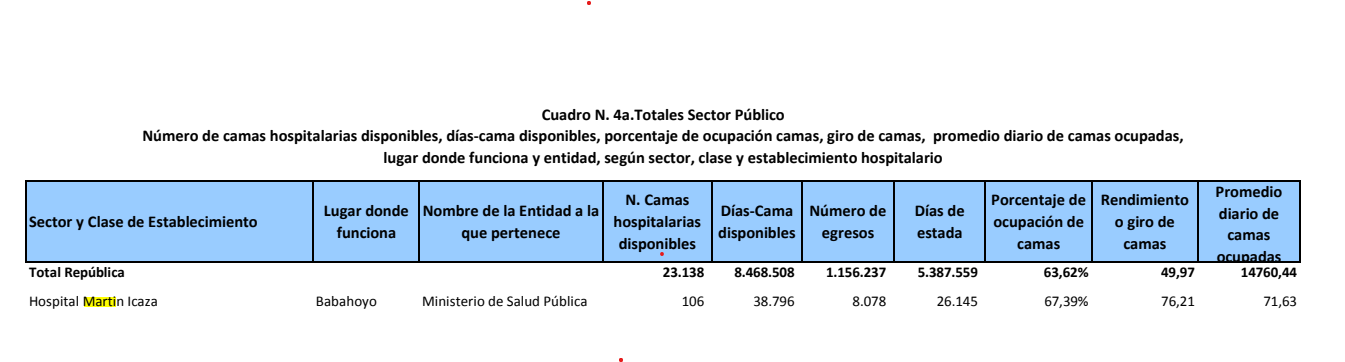 Cuadro N. 4a.Totales Sector Público
Número de camas hospitalarias disponibles, días-cama disponibles, porcentaje de ocupación camas, giro de camas, promedio diario de camas ocupadas,
lugar donde funciona y entidad, según sector, clase y establecimiento hospitalario
Sector y Clase de Establecimiento
Lugar donde
funciona
Nombre de la Entidad a la
que pertenece
N. Camas
hospitalarias
disponibles
Días-Cama
disponibles
Número de
egresos
Días de
estada
Porcentaje de
ocupación de
camas
Rendimiento
o giro de
camas
Promedio
diario de
camas
ocupadas
Total República 23.138 8.468.508 1.156.237 5.387.559 63,62% 49,97 14760,44
Hospital Martin Icaza Babahoyo Ministerio de Salud Pública 106 38.796 8.078 26.145 67,39% 76,21 71,63